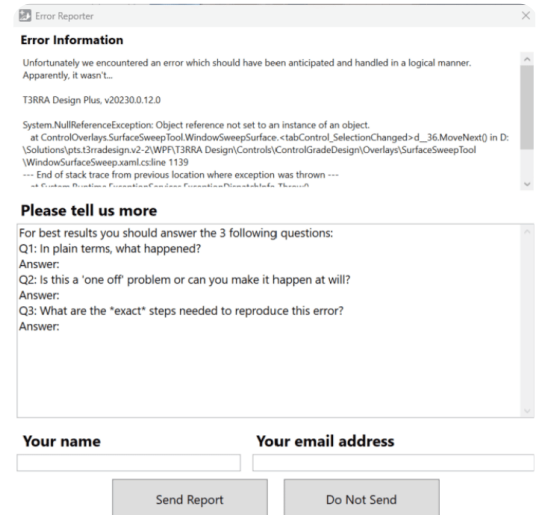 Error Reporter
Error Information
Unfortunately we encountered an error which should have been anticipated and handled in a logical manner.
Apparently, it wasn't...
T3RRA Design Plus, v20230.0.12.0
System.NullReferenceException: Object reference not set to an instance of an object.
at ControlOverlays.SurfaceSweepTool.WindowSweepSurface.<tabControl_SelectionChanged>d__36.MoveNext() in D:
\Solutions\pts.t3rradesign.v2-2\WPF\T3RRA Design\Controls\ControlGradeDesign\Overlays\SurfaceSweepTool
\WindowSurfaceSweep.xaml.cs:line 1139
--- End of stack trace from previous location where exception was thrown ---
at System.Runtime.ExceptionServices.ExceptionDispatchInfo.Throw()
Please tell us more
For best results you should answer the 3 following questions:
Q1: In plain terms, what happened?
Answer:
Q2: Is this a 'one off' problem or can you make it happen at will?
Answer:
Q3: What are the *exact* steps needed to reproduce this error?
Answer:
Your name
Your email address
Send Report
Do Not Send